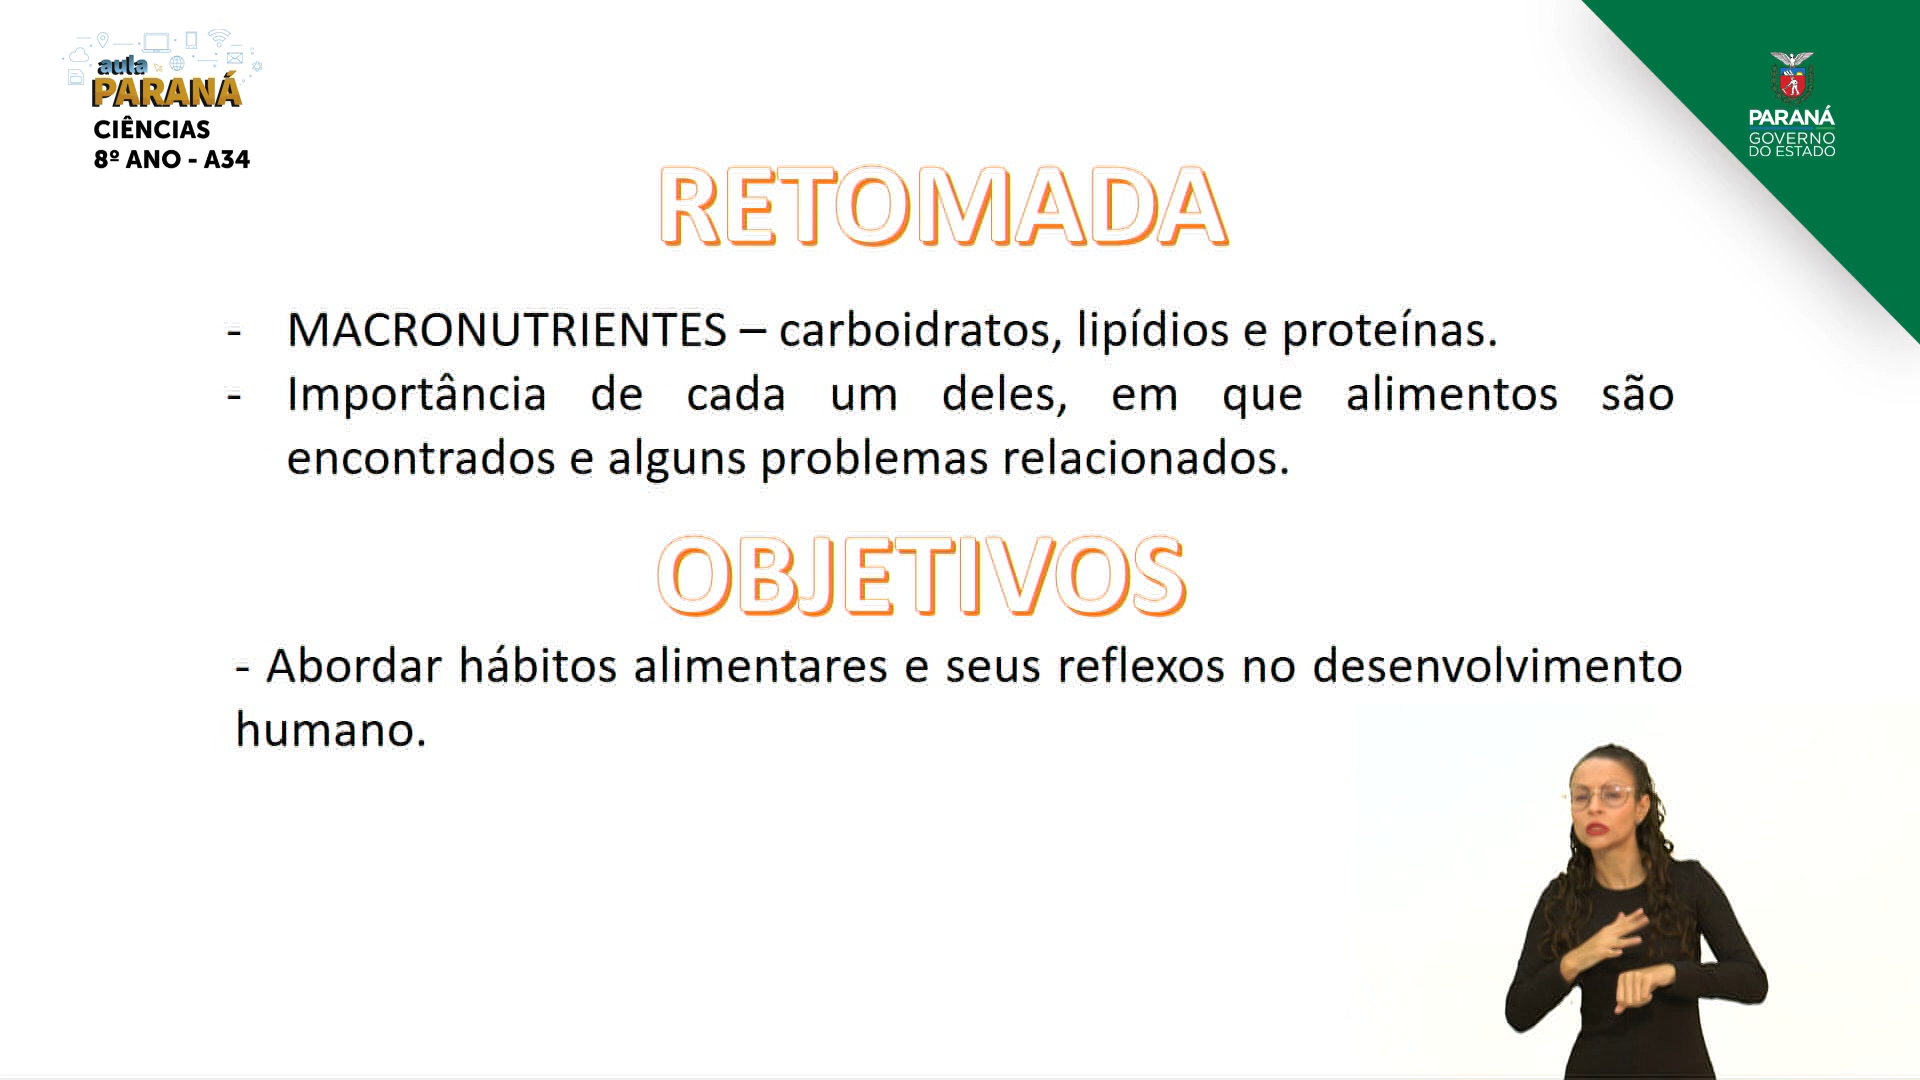 aula
PARANÁ
CIÊNCIAS
8º ANO - A34
PARANÁ
GOVERNO
DO ESTADO
RETOMADA
- MACRONUTRIENTES – carboidratos, lipídios e proteínas.
- Importância de cada um deles, em que alimentos são
encontrados e alguns problemas relacionados.
OBJETIVOS
- Abordar hábitos alimentares e seus reflexos no desenvolvimento
humano.